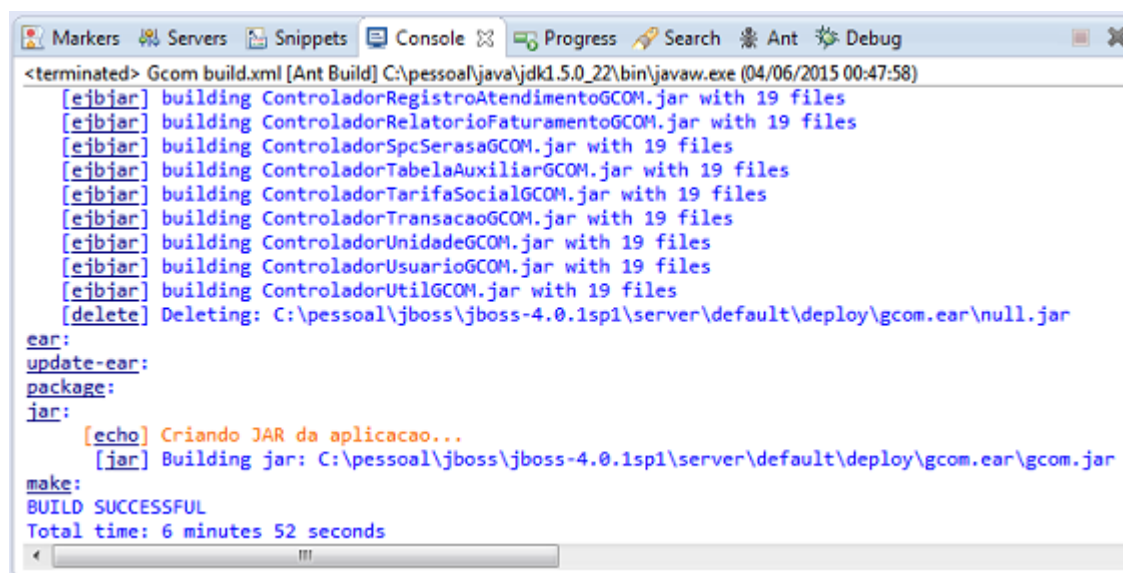 Markers Servers Snippets Console Progress Search Ant Debug
<terminated> Gcom build.xml [Ant Build] C:\pessoal\java\jdk1.5.0_22\bin\javaw.exe (04/06/2015 00:47:58)
[ejbjar] building ControladorRegistroAtendimentoGCOM.jar with 19 files
[ejbjar] building ControladorRelatorioFaturamentoGCOM.jar with 19 files
[ejbjar] building ControladorSpcSerasaGCOM.jar with 19 files
[ejbjar] building ControladorTabelaAuxiliarGCOM.jar with 19 files
[ejbjar] building ControladorTarifaSocialGCOM.jar with 19 files
[ejbjar] building ControladorTransacaoGCOM.jar with 19 files
[ejbjar] building ControladorUnidadeGCOM.jar with 19 files
[ejbjar] building ControladorUsuarioGCOM.jar with 19 files
[ejbjar] building ControladorUtilGCOM.jar with 19 files
[delete] Deleting: C:\pessoal\jboss\jboss-4.0.1sp1\server\default\deploy\gcom.ear\null.jar
ear:
update-ear:
package:
jar:
[echo] Criando JAR da aplicacao...
[jar] Building jar: C:\pessoal\jboss\jboss-4.0.1sp1\server\default\deploy\gcom.ear\gcom.jar
make:
BUILD SUCCESSFUL
Total time: 6 minutes 52 seconds